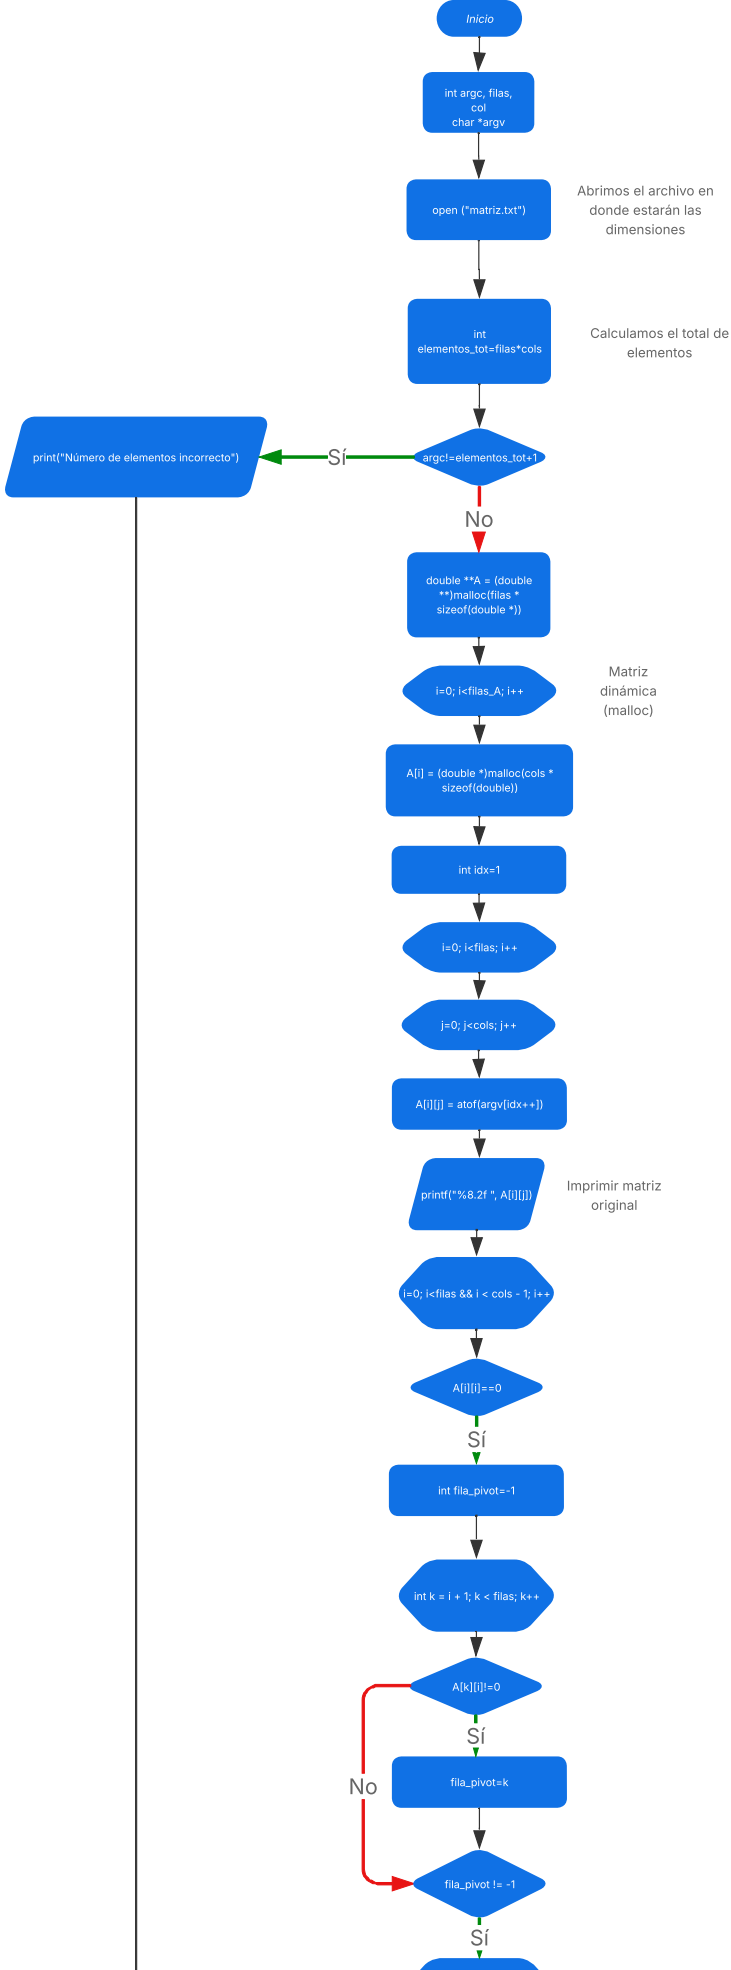 Inicio
int argc, filas,
col
char *argv
open ("matriz.txt")
Abrimos el archivo en
donde estarán las
dimensiones
int
elementos_tot=filas*cols
Calculamos el total de
elementos
print("Número de elementos incorrecto")
Sí
argc!=elementos_tot+1
No
double **A = (double
**)malloc(filas *
sizeof(double *))
i=0; i<filas_A; i++
Matriz
dinámica
(malloc)
A[i] = (double *)malloc(cols *
sizeof(double))
int idx=1
i=0; i<filas; i++
j=0; j<cols; j++
A[i][j] = atof(argv[idx++])
printf("%8.2f ", A[i][j])
Imprimir matriz
original
i=0; i<filas && i < cols - 1; i++
A[i][i]==0
Sí
int fila_pivot=-1
int k = i + 1; k < filas; k++
A[k][i]!=0
Sí
fila_pivot=k
No
fila_pivot != -1
Sí